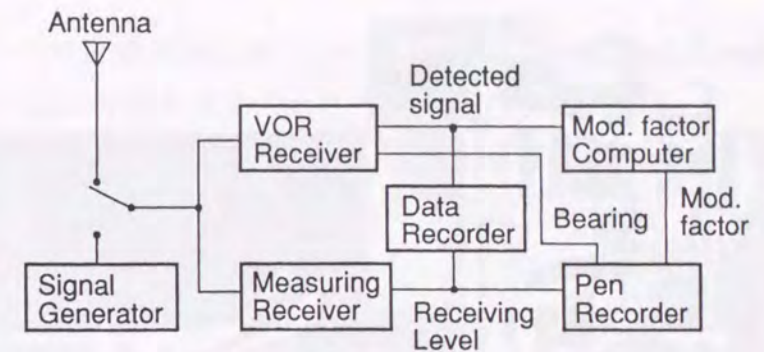 Antenna
Detected
signal
VOR
Receiver
Mod. factor
Computer
Data
Recorder
Bearing
Mod.
factor
Signal
Generator
Measuring
Receiver
Receiving
Level
Pen
Recorder